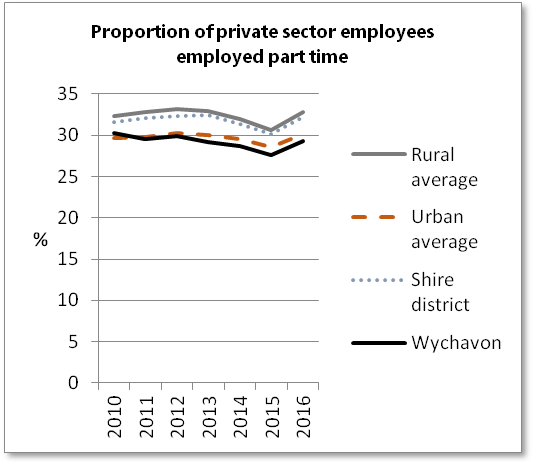 Proportion of private sector employees
employed part time
35
30
25
20
15
10
5
0
%
2010
2011
2012
2013
2014
2015
2016
Rural
average
Urban
average
Shire
district
Wychavon